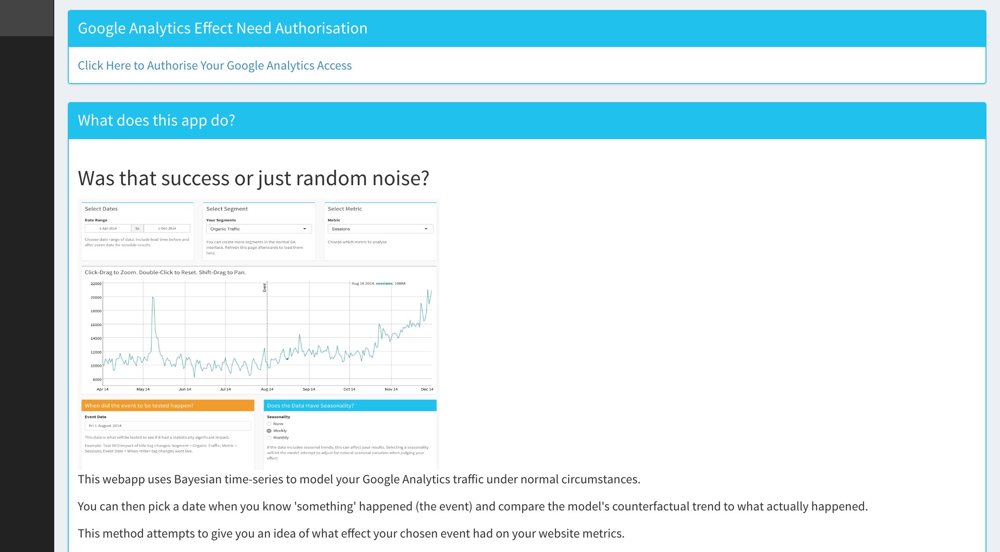 Google Analytics Effect Need Authorisation
Click Here to Authorise Your Google Analytics Access
What does this app do?
Was that success or just random noise?
Select Dates
Date Range
1-Apr-2014 to 1-Dec-2014
Choose date range of data. Include lead time before and
after event date for sensible results.
Select Segment
Your Segments
Organic Traffic
You can create more segments in the normal GA
interface. Refresh this page afterwards to load them
here.
Select Metric
Metric
Sessions
Choose which metric to analyse
Click-Drag to Zoom. Double-Click to Reset. Shift-Drag to Pan.
Aug 16 2014: sessions: 10884
Event
22000
20000
18000
16000
14000
12000
10000
8000
Apr 14 May 14 Jun 14 Jul 14 Aug 14 Sep 14 Oct 14 Nov 14 Dec 14
When did the event to be tested happen?
Event Date
Fri 1-August-2014
This date is what will be tested to see if it had a statistically significant impact.
Example: Test SEO impact of title tag changes: Segment = Organic Traffic; Metric =
Sessions; Event Date = When <title> tag changes went live.
Does the Data Have Seasonality?
Seasonality
None
Weekly
Monthly
If the data includes seasonal trends, this can affect your results. Selecting a seasonality
will let the model attempt to adjust for natural seasonal variation when judging your
effect.
This webapp uses Bayesian time-series to model your Google Analytics traffic under normal circumstances.
You can then pick a date when you know 'something' happened (the event) and compare the model's counterfactual trend to what actually happened.
This method attempts to give you an idea of what effect your chosen event had on your website metrics.